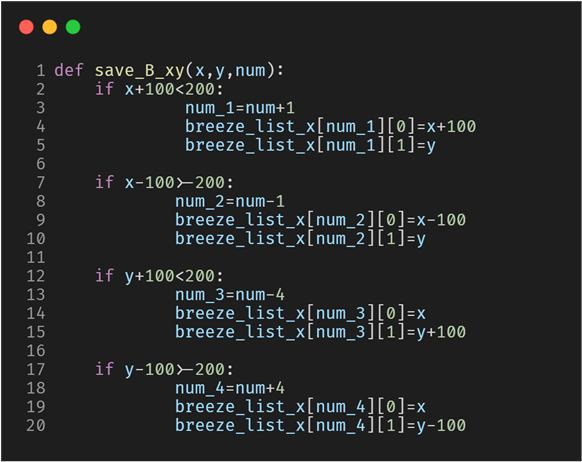 1 def save_B_xy(x,y,num):
2     if x+100<200:
3              num_1=num+1
4              breeze_list_x[num_1][0]=x+100
5              breeze_list_x[num_1][1]=y
6
7     if x-100>-200:
8             num_2=num-1
9             breeze_list_x[num_2][0]=x-100
10             breeze_list_x[num_2][1]=y
11
12     if y+100<200:
13             num_3=num-4
14             breeze_list_x[num_3][0]=x
15             breeze_list_x[num_3][1]=y+100
16
17     if y-100>-200:
18             num_4=num+4
19             breeze_list_x[num_4][0]=x
20             breeze_list_x[num_4][1]=y-100